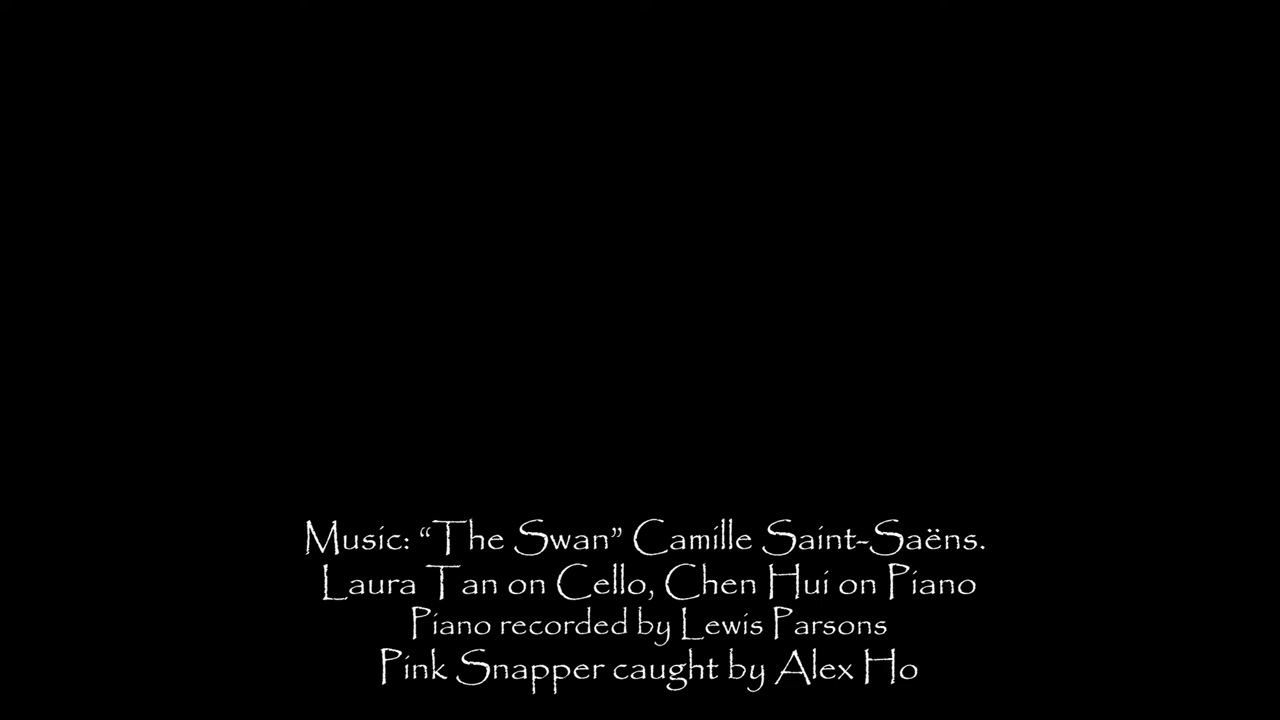 Music: “The Swan” Camille Saint-Saëns.
Laura Tan on Cello, Chen Hui on Piano
Piano recorded by Lewis Parsons
Pink Snapper caught by Alex Ho